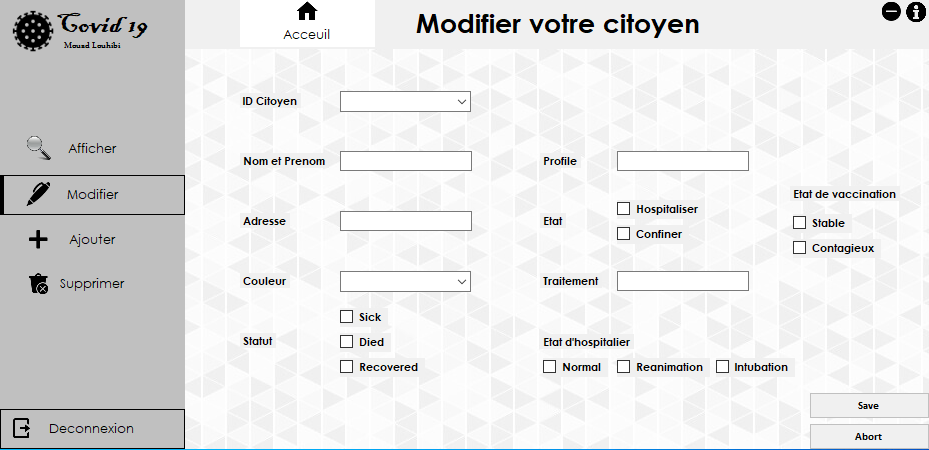 Covid 19
Mouad Louhibi
Acceuil
Modifier votre citoyen
Afficher
Modifier
Ajouter
Supprimer
Deconnexion
ID Citoyen
Nom et Prenom
Profile
Adresse
Etat
Hospitaliser
Confiner
Etat de vaccination
Stable
Contagieux
Couleur
Traitement
Statut
Sick
Died
Recovered
Etat d'hospitalier
Normal Reanimation Intubation
Save
Abort